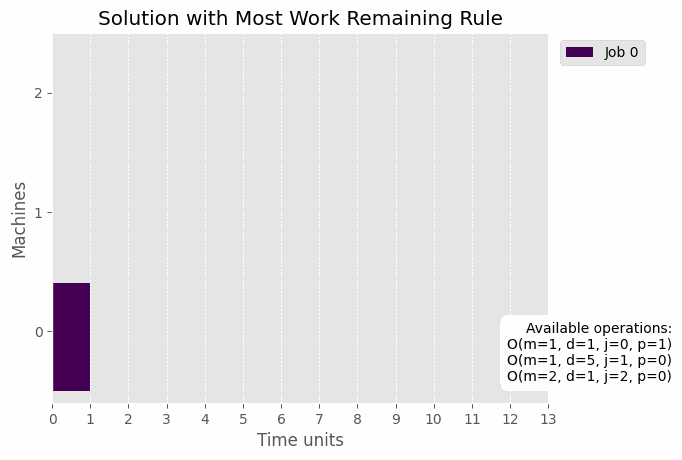 Solution with Most Work Remaining Rule
Job 0
2
1
0
Machines
Available operations:
O(m=1, d=1, j=0, p=1)
O(m=1, d=5, j=1, p=0)
O(m=2, d=1, j=2, p=0)
0 1 2 3 4 5 6 7 8 9 10 11 12 13
Time units